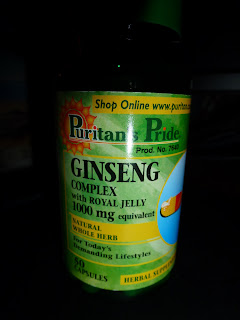 Shop Online www.puritan
Puritan's Pride
Prod. No.
GINSENG
COMPLEX
with ROYAL JELLY
1000 mg equivalent
NATURAL
WHOLE HERB
for Today's
Demanding Lifestyles
CAPSULES
HERBAL